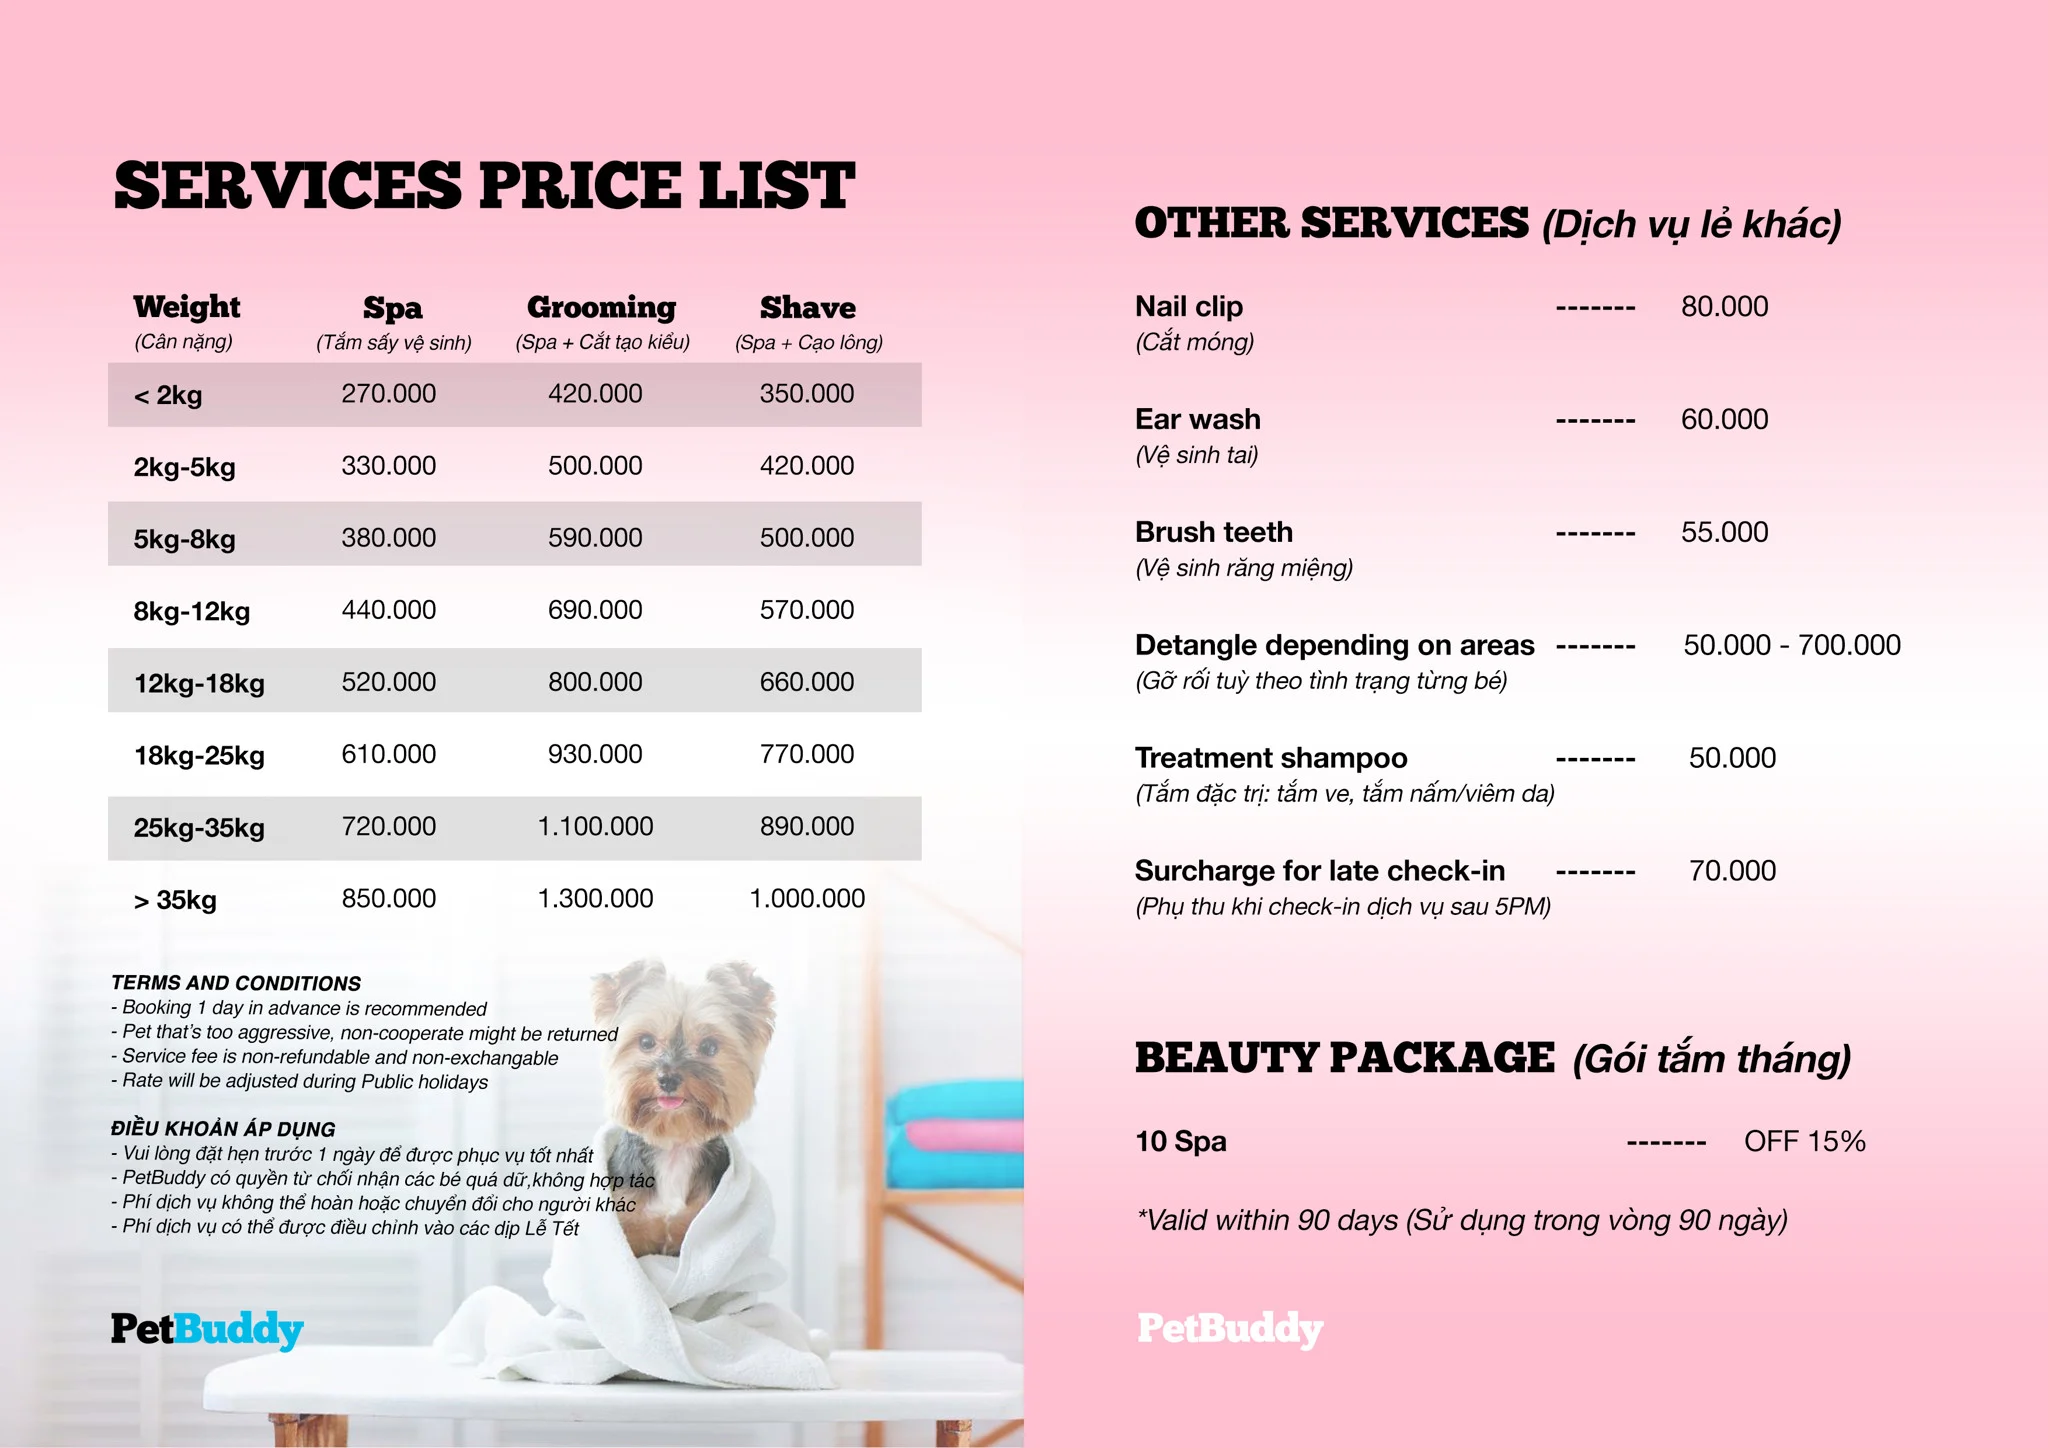 SERVICES PRICE LIST
Weight Spa Grooming Shave
(Cân nặng) (Tắm sấy vệ sinh) (Spa + Cắt tạo kiểu) (Spa + Cạo lông)
< 2kg 270.000 420.000 350.000
2kg-5kg 330.000 500.000 420.000
5kg-8kg 380.000 590.000 500.000
8kg-12kg 440.000 690.000 570.000
12kg-18kg 520.000 800.000 660.000
18kg-25kg 610.000 930.000 770.000
25kg-35kg 720.000 1.100.000 890.000
> 35kg 850.000 1.300.000 1.000.000
TERMS AND CONDITIONS
- Booking 1 day in advance is recommended
- Pet that's too aggressive, non-cooperate might be returned
- Service fee is non-refundable and non-exchangable
- Rate will be adjusted during Public holidays
ĐIỀU KHOẢN ÁP DỤNG
- Vui lòng đặt hẹn trước 1 ngày để được phục vụ tốt nhất
- PetBuddy có quyền từ chối nhận các bé quá dữ,không hợp tác
- Phí dịch vụ không thể hoàn hoặc chuyển đổi cho người khác
- Phí dịch vụ có thể được điều chỉnh vào các dịp Lễ Tết
PetBuddy
OTHER SERVICES (Dịch vụ lẻ khác)
Nail clip ------- 80.000
(Cắt móng)
Ear wash ------- 60.000
(Vệ sinh tai)
Brush teeth ------- 55.000
(Vệ sinh răng miệng)
Detangle depending on areas ------- 50.000 - 700.000
(Gỡ rối tuỳ theo tình trạng từng bé)
Treatment shampoo ------- 50.000
(Tắm đặc trị: tắm ve, tắm nấm/viêm da)
Surcharge for late check-in ------- 70.000
(Phụ thu khi check-in dịch vụ sau 5PM)
BEAUTY PACKAGE (Gói tắm tháng)
10 Spa ------- OFF 15%
*Valid within 90 days (Sử dụng trong vòng 90 ngày)
PetBuddy